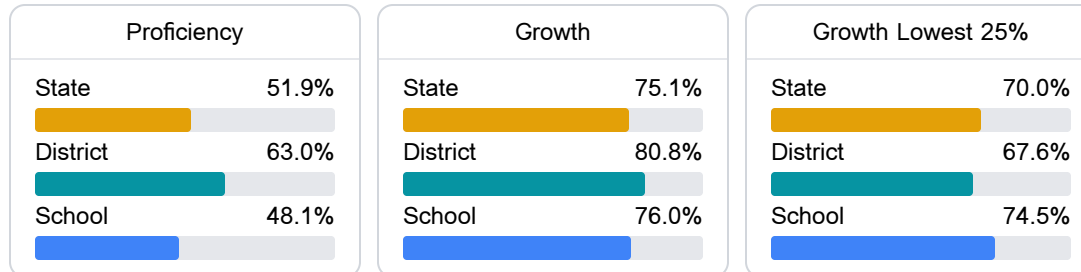 Proficiency
State 51.9%
District 63.0%
School 48.1%
Growth
State 75.1%
District 80.8%
School 76.0%
Growth Lowest 25%
State 70.0%
District 67.6%
School 74.5%